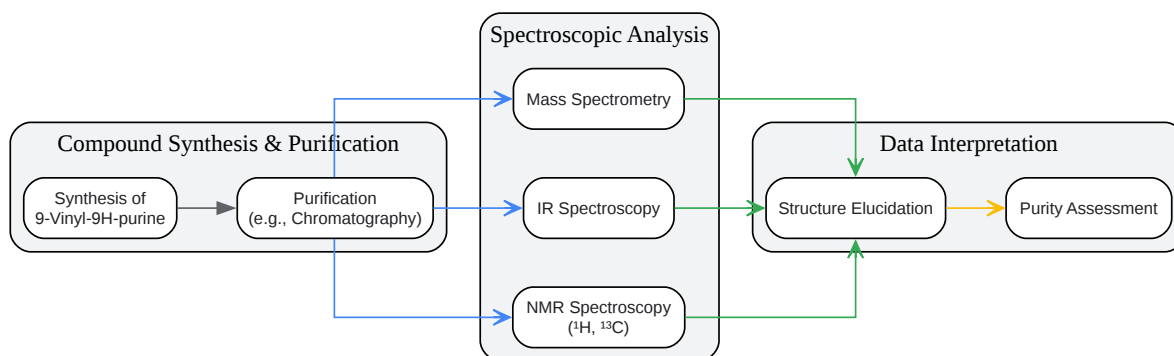 Compound Synthesis & Purification
Synthesis of
9-Vinyl-9H-purine
Purification
(e.g., Chromatography)
Spectroscopic Analysis
Mass Spectrometry
IR Spectroscopy
NMR Spectroscopy
(¹H, ¹³C)
Data Interpretation
Structure Elucidation
Purity Assessment